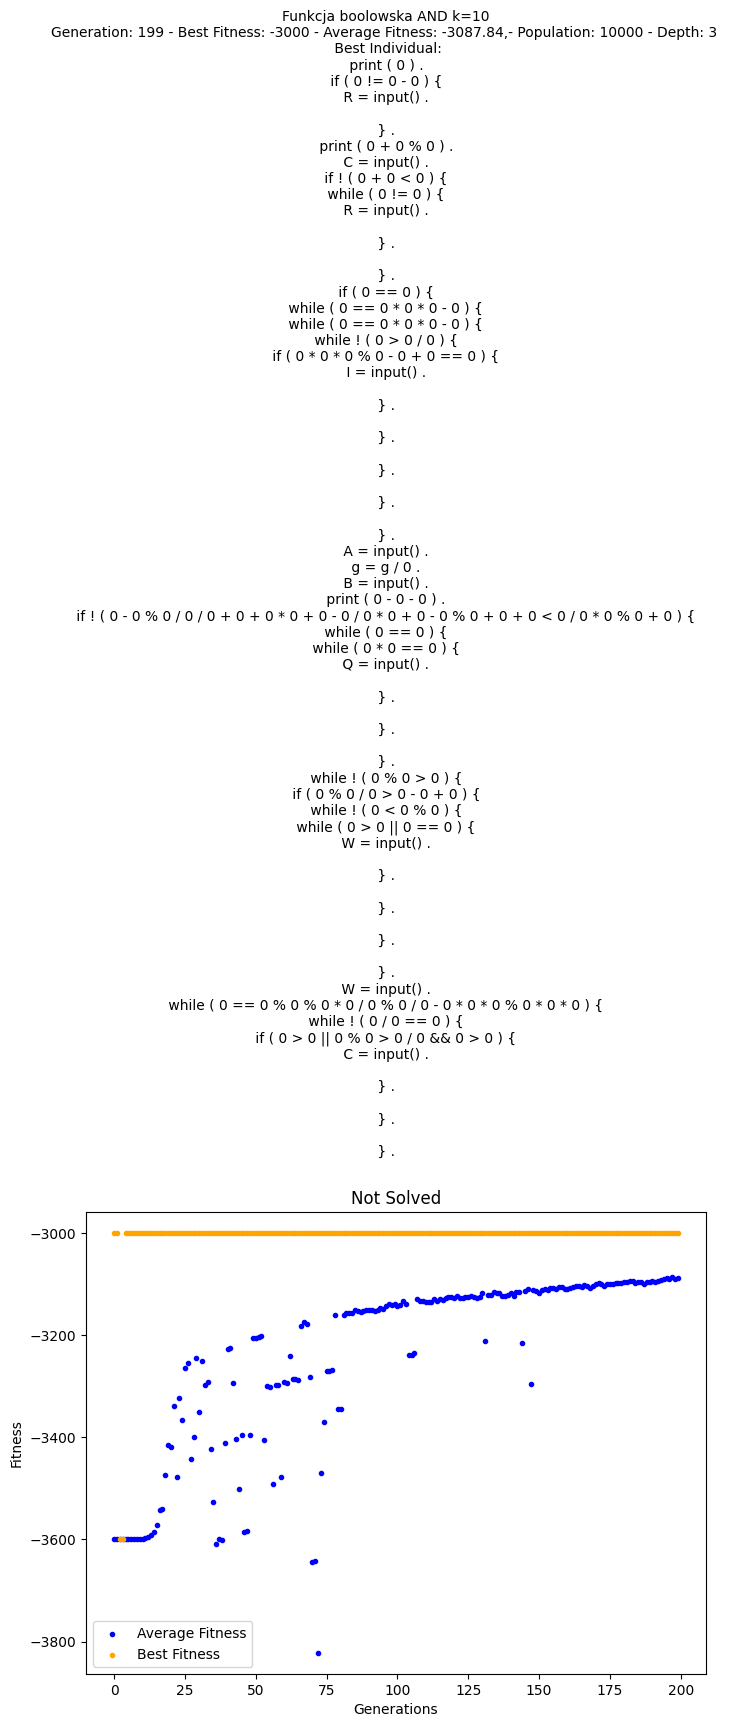 Funkcja boolowska AND k=10
Generation: 199 - Best Fitness: -3000 - Average Fitness: -3087.84,- Population: 10000 - Depth: 3
Best Individual:
print ( 0 ) .
if ( 0 != 0 - 0 ) {
R = input() .
} .
print ( 0 + 0 % 0 ) .
C = input() .
if ! ( 0 + 0 < 0 ) {
while ( 0 != 0 ) {
R = input() .
} .
} .
if ( 0 == 0 ) {
while ( 0 == 0 * 0 * 0 - 0 ) {
while ( 0 == 0 * 0 * 0 - 0 ) {
while ! ( 0 > 0 / 0 ) {
if ( 0 * 0 * 0 % 0 - 0 + 0 == 0 ) {
I = input() .
} .
} .
} .
} .
} .
A = input() .
g = g / 0 .
B = input() .
print ( 0 - 0 - 0 ) .
if ! ( 0 - 0 % 0 / 0 / 0 + 0 + 0 * 0 + 0 - 0 / 0 * 0 + 0 - 0 % 0 + 0 + 0 < 0 / 0 * 0 % 0 + 0 ) {
while ( 0 == 0 ) {
while ( 0 * 0 == 0 ) {
Q = input() .
} .
} .
} .
while ! ( 0 % 0 > 0 ) {
if ( 0 % 0 / 0 > 0 - 0 + 0 ) {
while ! ( 0 < 0 % 0 ) {
while ( 0 > 0 || 0 == 0 ) {
W = input() .
} .
} .
} .
} .
W = input() .
while ( 0 == 0 % 0 % 0 * 0 / 0 % 0 / 0 - 0 * 0 * 0 % 0 * 0 * 0 ) {
while ! ( 0 / 0 == 0 ) {
if ( 0 > 0 || 0 % 0 > 0 / 0 && 0 > 0 ) {
C = input() .
} .
} .
} .
Not Solved
−3000
−3200
−3400
−3600
−3800
Fitness
Average Fitness
Best Fitness
0 25 50 75 100 125 150 175 200
Generations